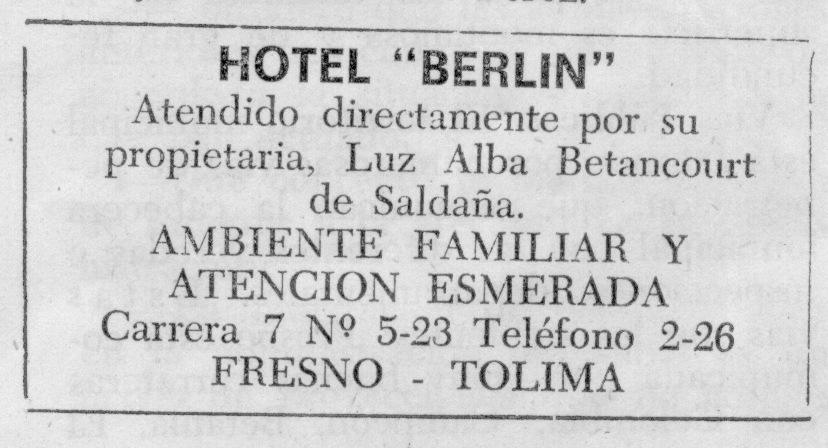 HOTEL "BERLIN"
Atendido directamente por su
propietaria, Luz Alba Betancourt
de Saldaña.
AMBIENTE FAMILIAR Y
ATENCION ESMERADA
Carrera 7 Nº 5-23 Teléfono 2-26
FRESNO - TOLIMA